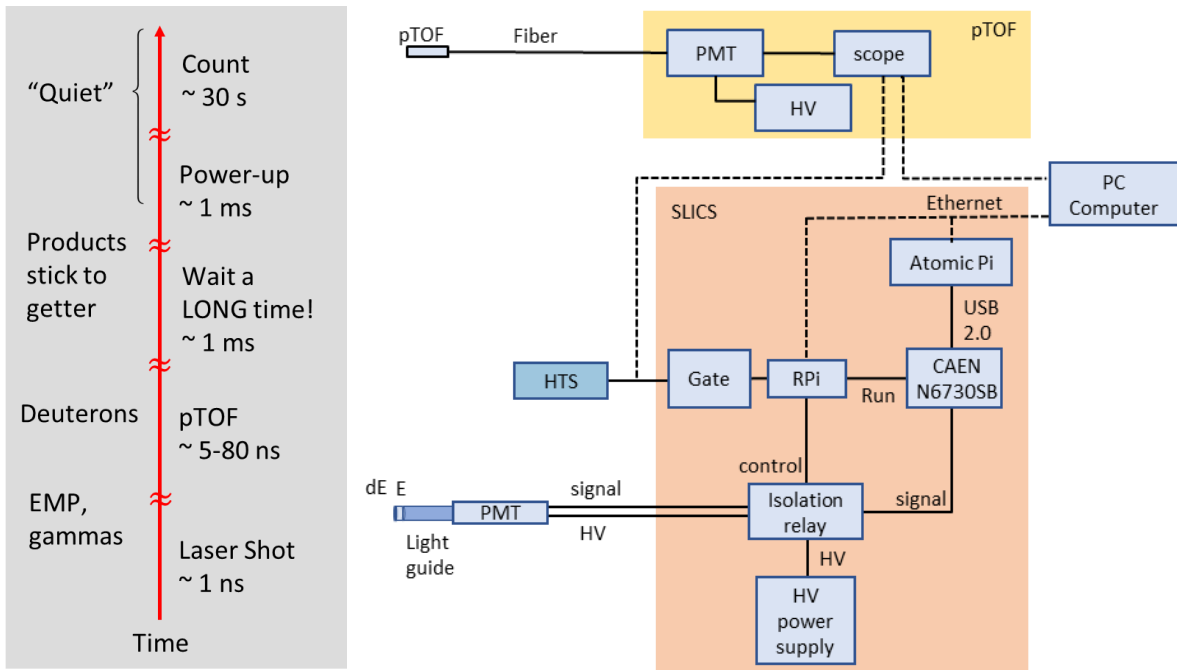 Count
~ 30 s
“Quiet”
Power-up
~ 1 ms
Products
stick to
getter
Wait a
LONG time!
~ 1 ms
Deuterons
pTOF
~ 5-80 ns
EMP,
gammas
Laser Shot
~ 1 ns
Time
pTOF
Fiber
pTOF
PMT
scope
HV
PC
Computer
SLICS
Ethernet
Atomic Pi
USB
2.0
HTS
Gate
RPi
Run
CAEN
N6730SB
control
dE E
PMT
signal
HV
Light
guide
Isolation
relay
signal
HV
HV
power
supply